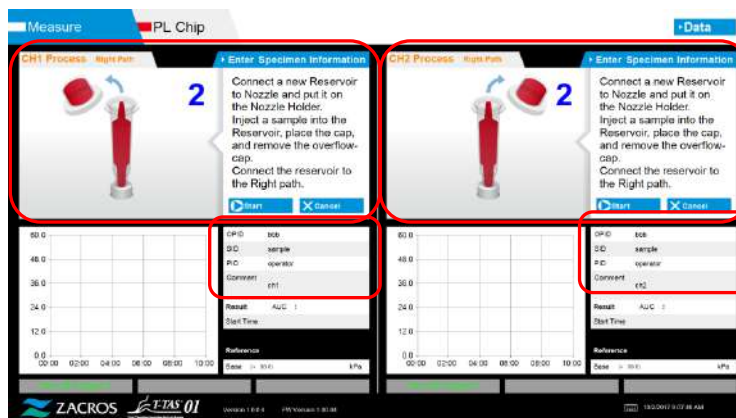 Measure
PL Chip
Data
CH1 Process Right Path
Enter Specimen Information
2
Connect a new Reservoir
to Nozzle and put it on
the Nozzle Holder.
Inject a sample into the
Reservoir, place the cap,
and remove the overflow-
cap.
Connect the reservoir to
the Right path.
Start
Cancel
CH2 Process Right Path
Enter Specimen Information
2
Connect a new Reservoir
to Nozzle and put it on
the Nozzle Holder.
Inject a sample into the
Reservoir, place the cap,
and remove the overflow-
cap.
Connect the reservoir to
the Right path.
Start
Cancel
60.0
48.0
36.0
24.0
12.0
0.0
00:00 02:00 04:00 06:00 08:00 10:00
OPID bob
SID sample
PID operator
Comment
ch1
Result AUC :
Start Time
Reference
Base kPa
60.0
48.0
36.0
24.0
12.0
0.0
00:00 02:00 04:00 06:00 08:00 10:00
OPID bob
SID sample
PID operator
Comment
ch2
Result AUC :
Start Time
Reference
Base kPa
ZACROS T-TAS 01